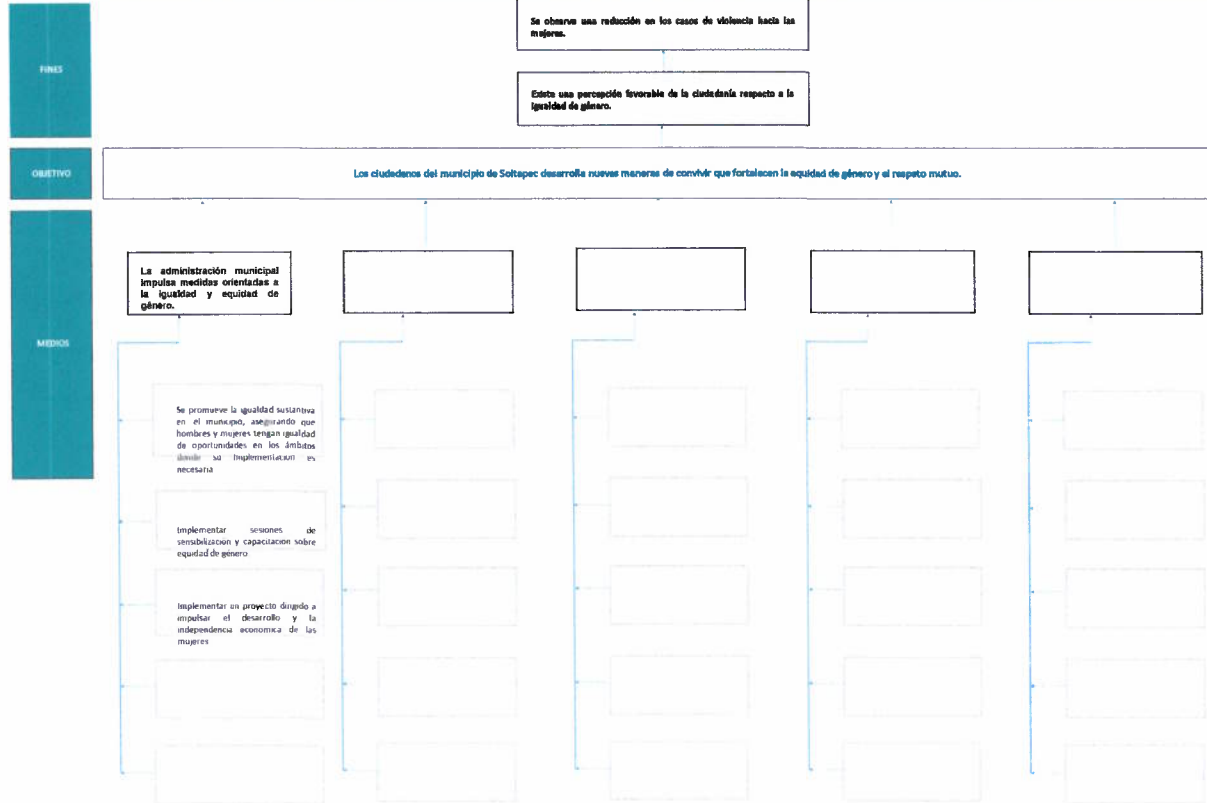 FINES
Se observa una reducción en los casos de violencia hacia las
mujeres.
Existe una percepción favorable de la ciudadanía respecto a la
igualdad de género.
OBJETIVO
Los ciudadanos del municipio de Soltapec desarrolla nuevas maneras de convivir que fortalecen la equidad de género y el respeto mutuo.
MEDIOS
La administración municipal
impulsa medidas orientadas a
la igualdad y equidad de
género.
Se promueve la igualdad sustantiva
en el municipio, asegurando que
hombres y mujeres tengan igualdad
de oportunidades en los ámbitos
donde su implementación es
necesaria
Implementar sesiones de
sensibilización y capacitación sobre
equidad de género
Implementar un proyecto dirigido a
impulsar el desarrollo y la
independencia económica de las
mujeres